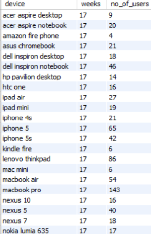 device weeks no_of_users
acer aspire desktop 17 9
acer aspire notebook 17 20
amazon fire phone 17 4
asus chromebook 17 21
dell inspiron desktop 17 18
dell inspiron notebook 17 46
hp pavilion desktop 17 14
htc one 17 16
ipad air 17 27
ipad mini 17 19
iphone 4s 17 21
iphone 5 17 65
iphone 5s 17 42
kindle fire 17 6
lenovo thinkpad 17 86
mac mini 17 6
macbook air 17 54
macbook pro 17 143
nexus 10 17 16
nexus 5 17 40
nexus 7 17 18
nokia lumia 635 17 17